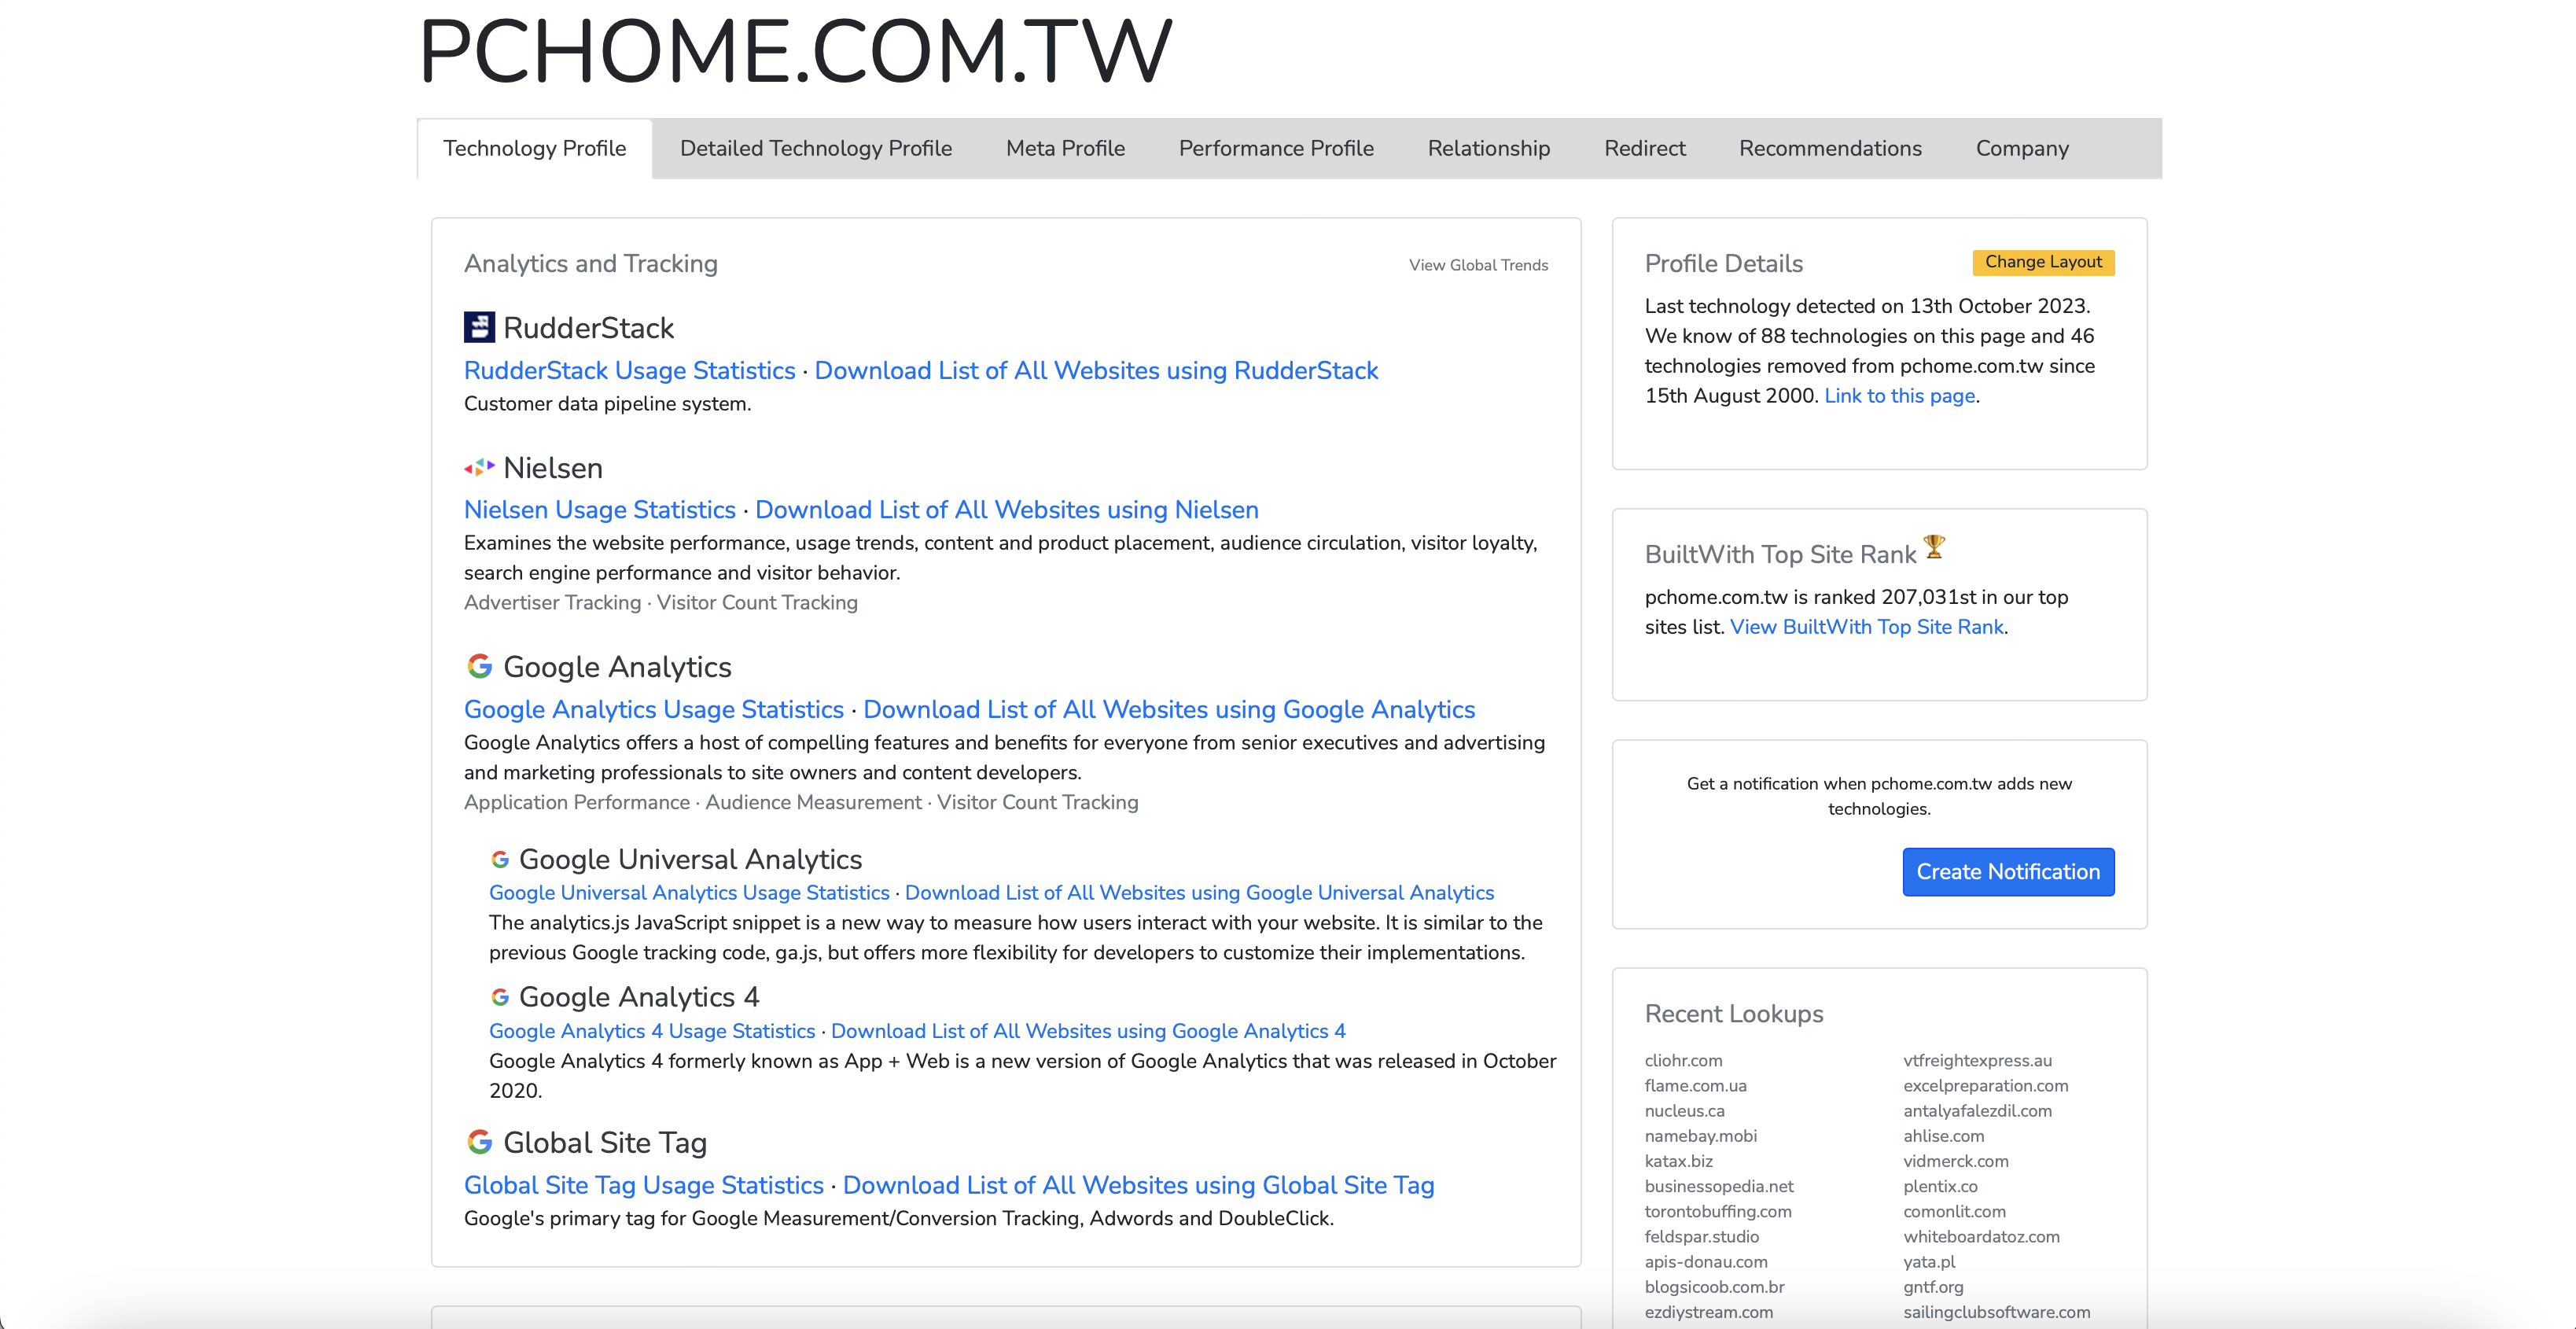 PCHOME.COM.TW
Technology Profile
Detailed Technology Profile
Meta Profile
Performance Profile
Relationship
Redirect
Recommendations
Company
Analytics and Tracking
View Global Trends
RudderStack
RudderStack Usage Statistics · Download List of All Websites using RudderStack
Customer data pipeline system.
Nielsen
Nielsen Usage Statistics · Download List of All Websites using Nielsen
Examines the website performance, usage trends, content and product placement, audience circulation, visitor loyalty,
search engine performance and visitor behavior.
Advertiser Tracking · Visitor Count Tracking
Google Analytics
Google Analytics Usage Statistics · Download List of All Websites using Google Analytics
Google Analytics offers a host of compelling features and benefits for everyone from senior executives and advertising
and marketing professionals to site owners and content developers.
Application Performance · Audience Measurement · Visitor Count Tracking
Google Universal Analytics
Google Universal Analytics Usage Statistics · Download List of All Websites using Google Universal Analytics
The analytics.js JavaScript snippet is a new way to measure how users interact with your website. It is similar to the
previous Google tracking code, ga.js, but offers more flexibility for developers to customize their implementations.
Google Analytics 4
Google Analytics 4 Usage Statistics · Download List of All Websites using Google Analytics 4
Google Analytics 4 formerly known as App + Web is a new version of Google Analytics that was released in October
2020.
Global Site Tag
Global Site Tag Usage Statistics · Download List of All Websites using Global Site Tag
Google's primary tag for Google Measurement/Conversion Tracking, Adwords and DoubleClick.
Profile Details
Change Layout
Last technology detected on 13th October 2023.
We know of 88 technologies on this page and 46
technologies removed from pchome.com.tw since
15th August 2000. Link to this page.
BuiltWith Top Site Rank
pchome.com.tw is ranked 207,031st in our top
sites list. View BuiltWith Top Site Rank.
Get a notification when pchome.com.tw adds new
technologies.
Create Notification
Recent Lookups
cliohr.com
flame.com.ua
nucleus.ca
namebay.mobi
katax.biz
businessopedia.net
torontobuffing.com
feldspar.studio
apis-donau.com
blogsicoob.com.br
ezdiystream.com
vtfreightexpress.au
excelpreparation.com
antalyafalezdil.com
ahlise.com
vidmerck.com
plentix.co
comonlit.com
whiteboardatoz.com
yata.pl
gntf.org
sailingclubsoftware.com